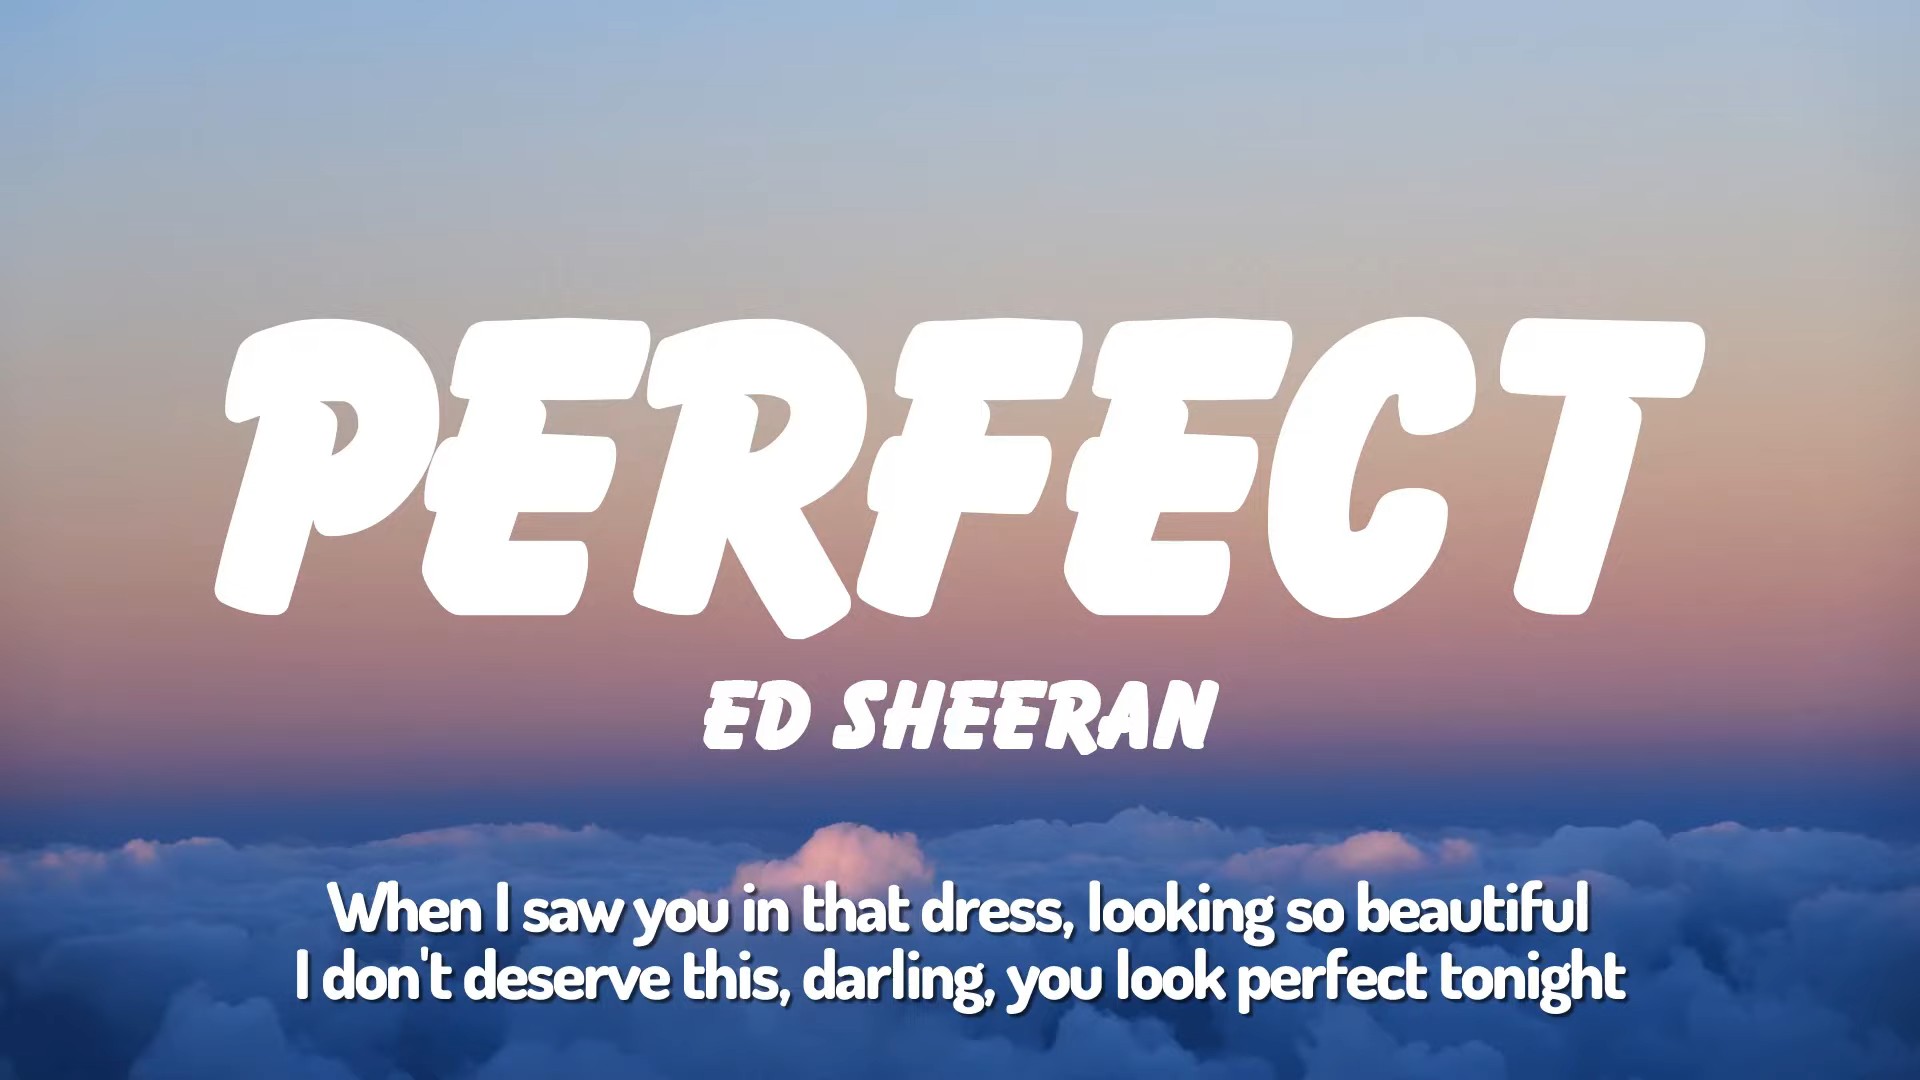 PERFECT
ED SHEERAN
When I saw you in that dress, looking so beautiful
I don't deserve this, darling, you look perfect tonight